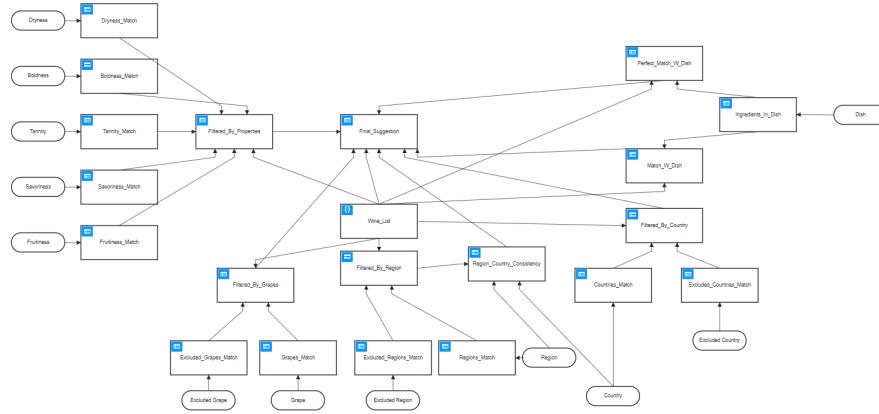 Dryness
Dryness_Match
Boldness
Boldness_Match
Perfect_Match_W_Dish
Tannity
Tannity_Match
Filtered_By_Properties
Final_Suggestion
Ingredients_In_Dish
Dish
Match_W_Dish
Savoriness
Savoriness_Match
{}
Wine_List
Filtered_By_Country
Fruitiness
Fruitiness_Match
Filtered_By_Grapes
Filtered_By_Region
Region_Country_Consistency
Countries_Match
Excluded_Countries_Match
Excluded_Grapes_Match
Grapes_Match
Excluded_Regions_Match
Regions_Match
Region
Excluded Country
Excluded Grape
Grape
Excluded Region
Country